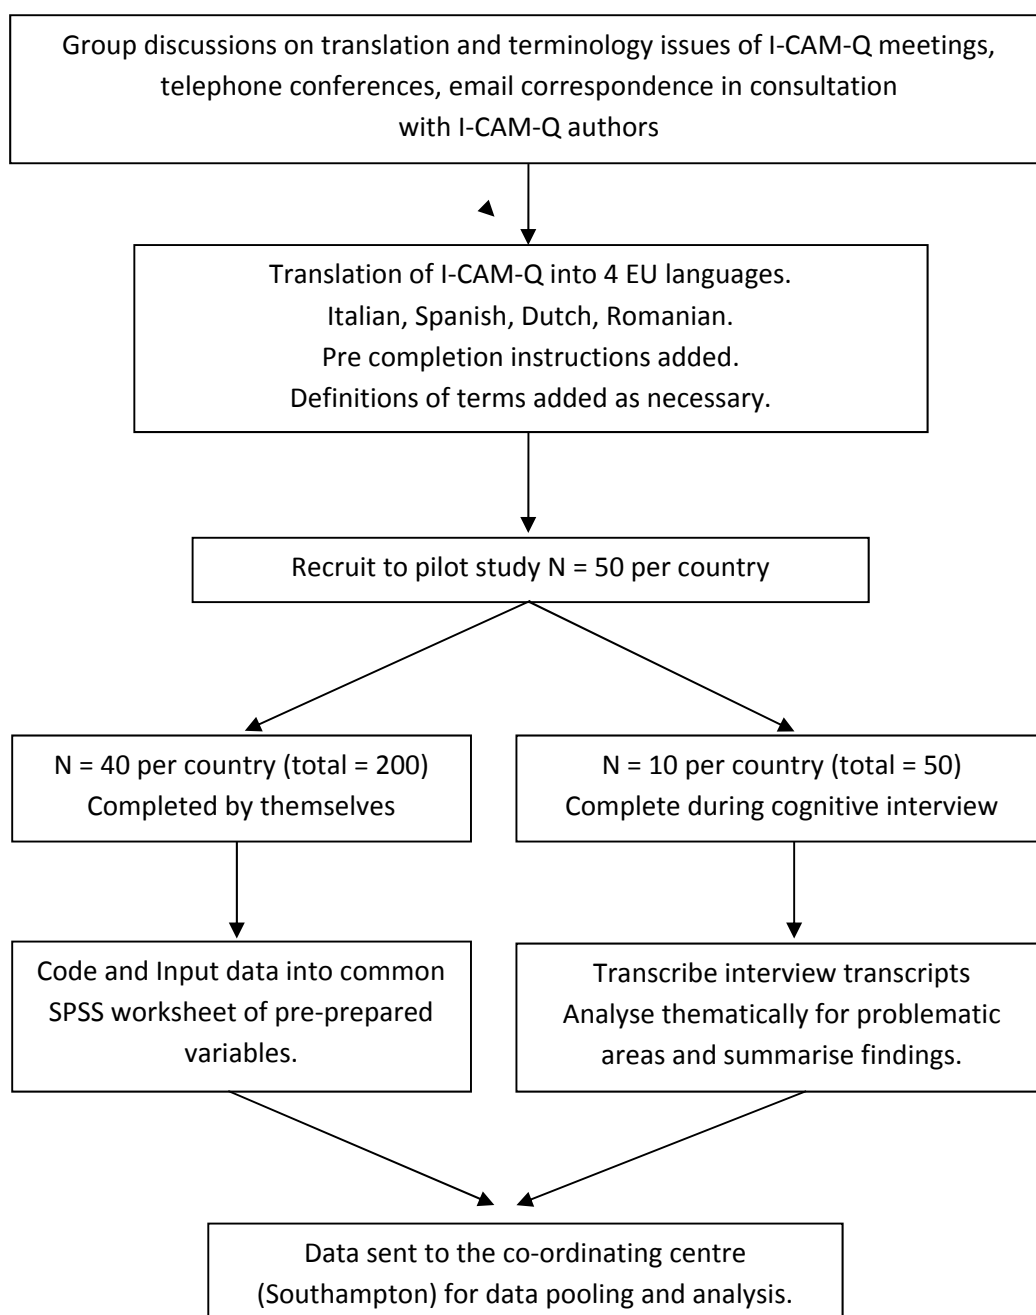 Group discussions on translation and terminology issues of I-CAM-Q meetings,
telephone conferences, email correspondence in consultation
with I-CAM-Q authors
Translation of I-CAM-Q into 4 EU languages.
Italian, Spanish, Dutch, Romanian.
Pre completion instructions added.
Definitions of terms added as necessary.
Recruit to pilot study N = 50 per country
N = 40 per country (total = 200)
Completed by themselves
N = 10 per country (total = 50)
Complete during cognitive interview
Code and Input data into common
SPSS worksheet of pre-prepared
variables.
Transcribe interview transcripts
Analyse thematically for problematic
areas and summarise findings.
Data sent to the co-ordinating centre
(Southampton) for data pooling and analysis.